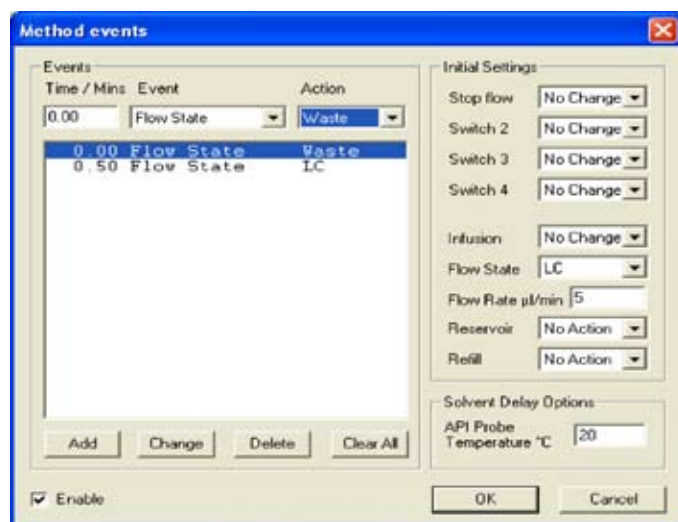 Method events
Events
Time / Mins Event Action
0.00 Flow State Waste
0.00 Flow State Waste
0.50 Flow State LC
Add Change Delete Clear All
Enable
Initial Settings
Stop flow No Change
Switch 2 No Change
Switch 3 No Change
Switch 4 No Change
Infusion No Change
Flow State LC
Flow Rate µl/min 5
Reservoir No Action
Refill No Action
Solvent Delay Options
API Probe
Temperature °C 20
OK Cancel